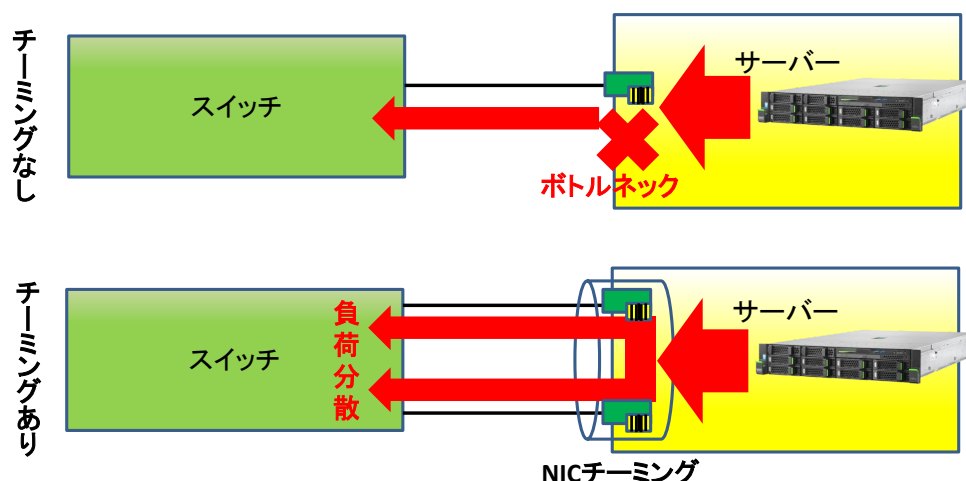 チーミングなし
スイッチ
サーバー
ボトルネック
チーミングあり
スイッチ
負荷分散
サーバー
NICチーミング